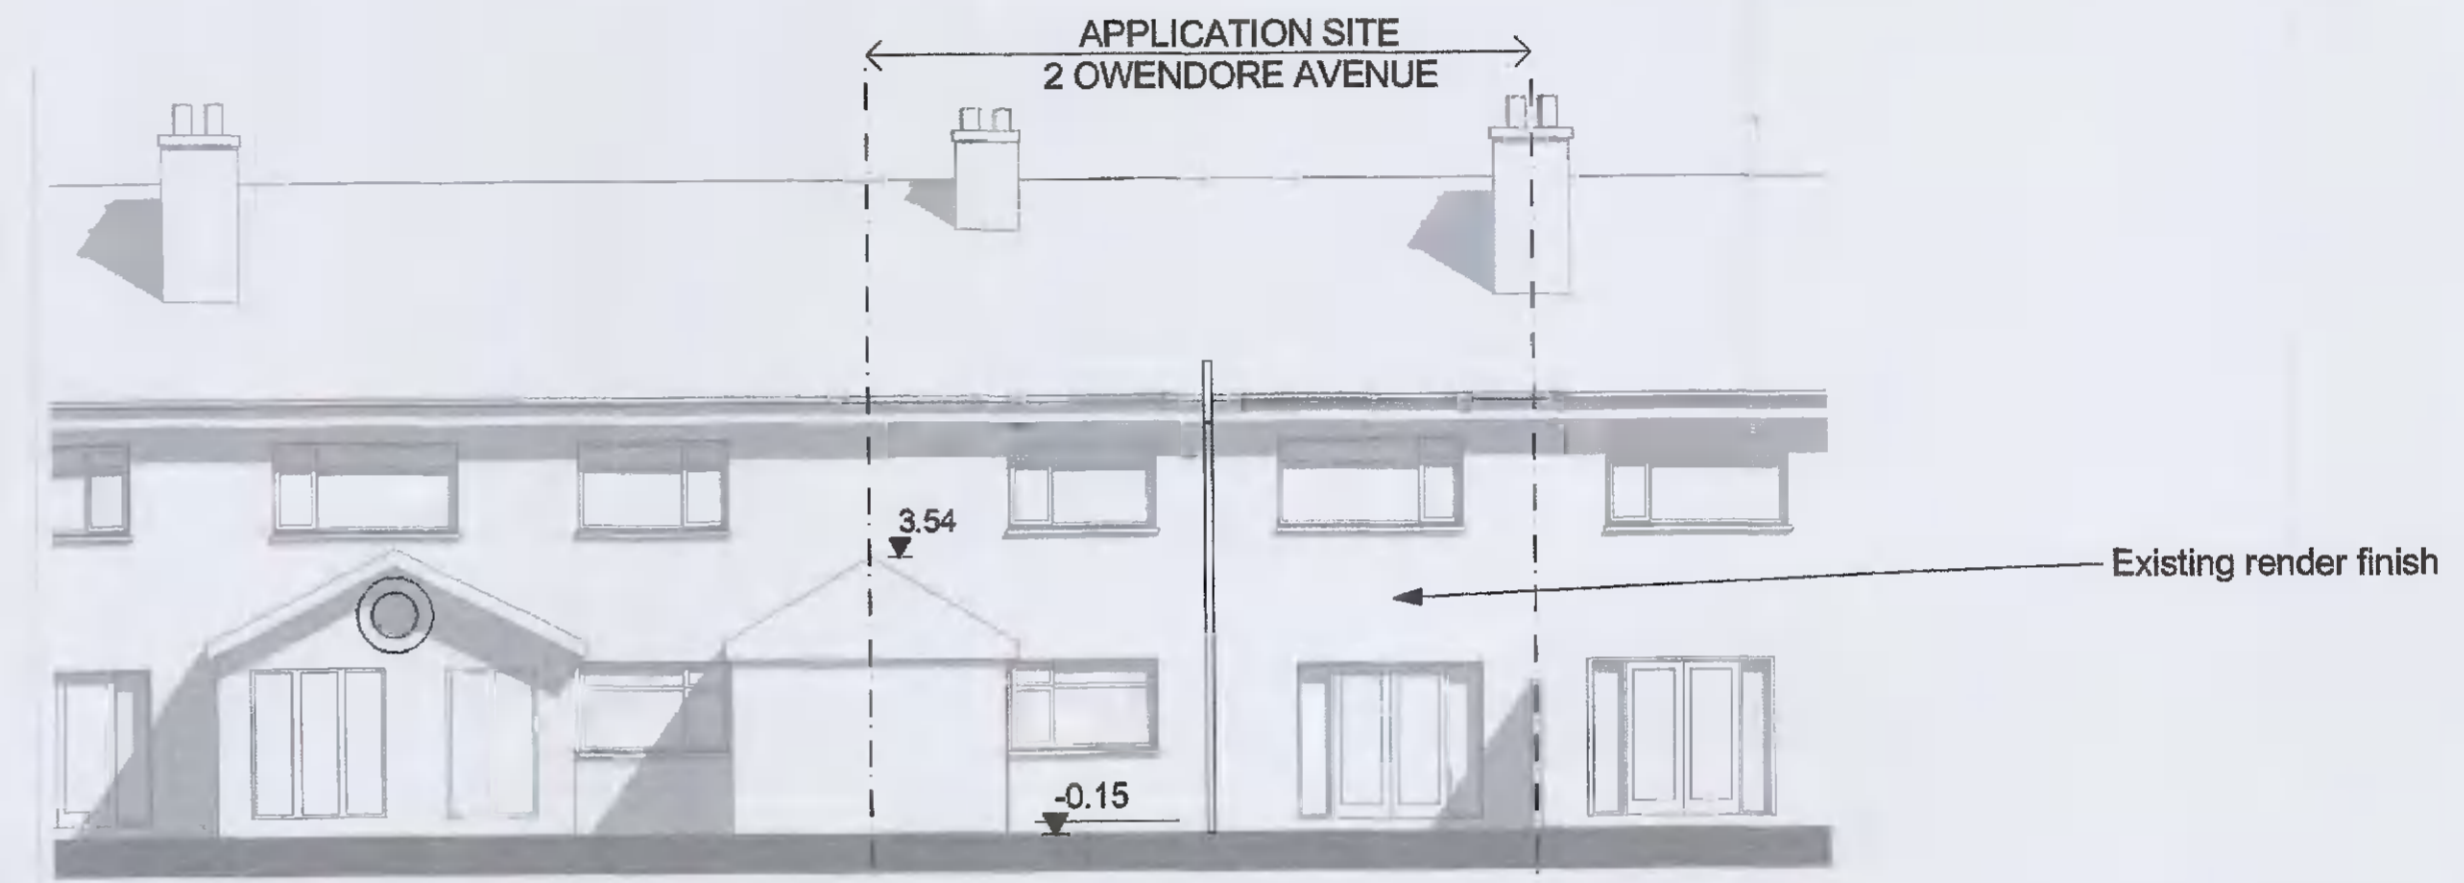 APPLICATION SITE
2 OWENDORE AVENUE
3.54
Existing render finish
-0.15